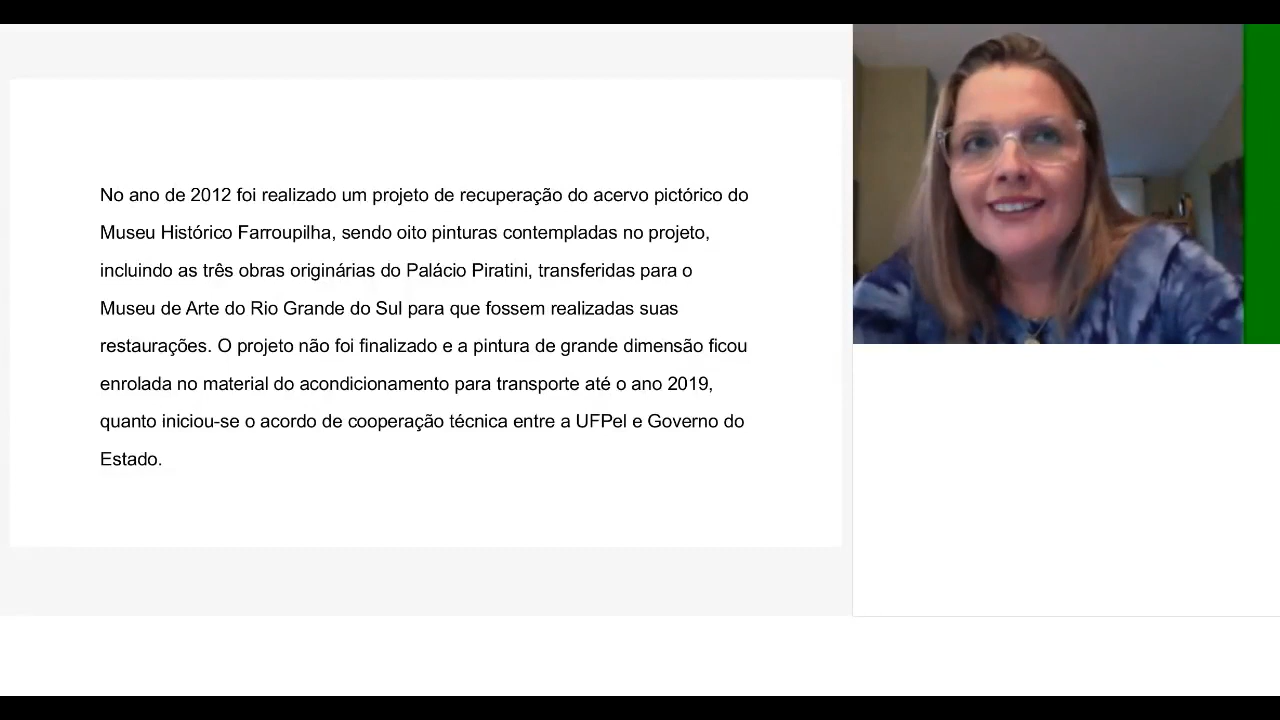 No ano de 2012 foi realizado um projeto de recuperação do acervo pictórico do
Museu Histórico Farroupilha, sendo oito pinturas contempladas no projeto,
incluindo as três obras originárias do Palácio Piratini, transferidas para o
Museu de Arte do Rio Grande do Sul para que fossem realizadas suas
restaurações. O projeto não foi finalizado e a pintura de grande dimensão ficou
enrolada no material do acondicionamento para transporte até o ano 2019,
quanto iniciou-se o acordo de cooperação técnica entre a UFPel e Governo do
Estado.